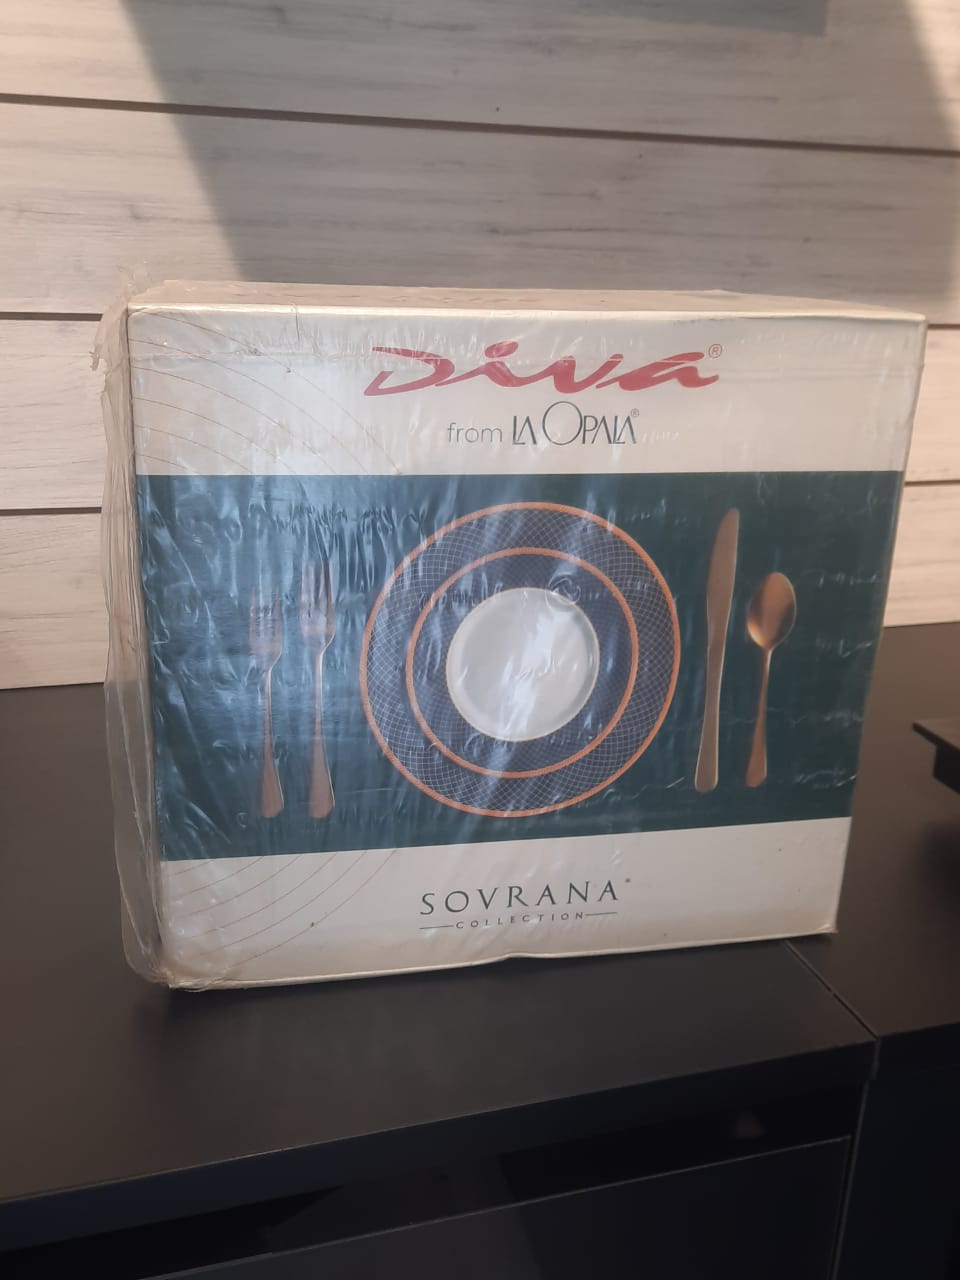 Diva®
from LA OPALA®
SOVRANA
COLLECTION